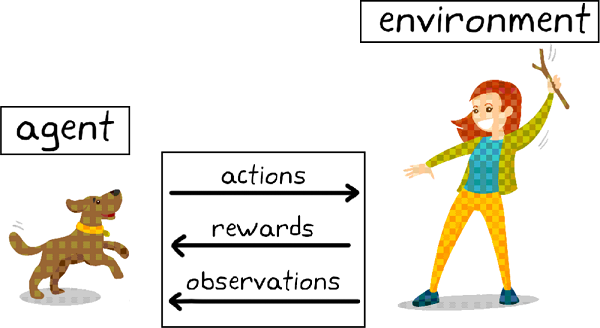 environment
agent
actions
rewards
observations